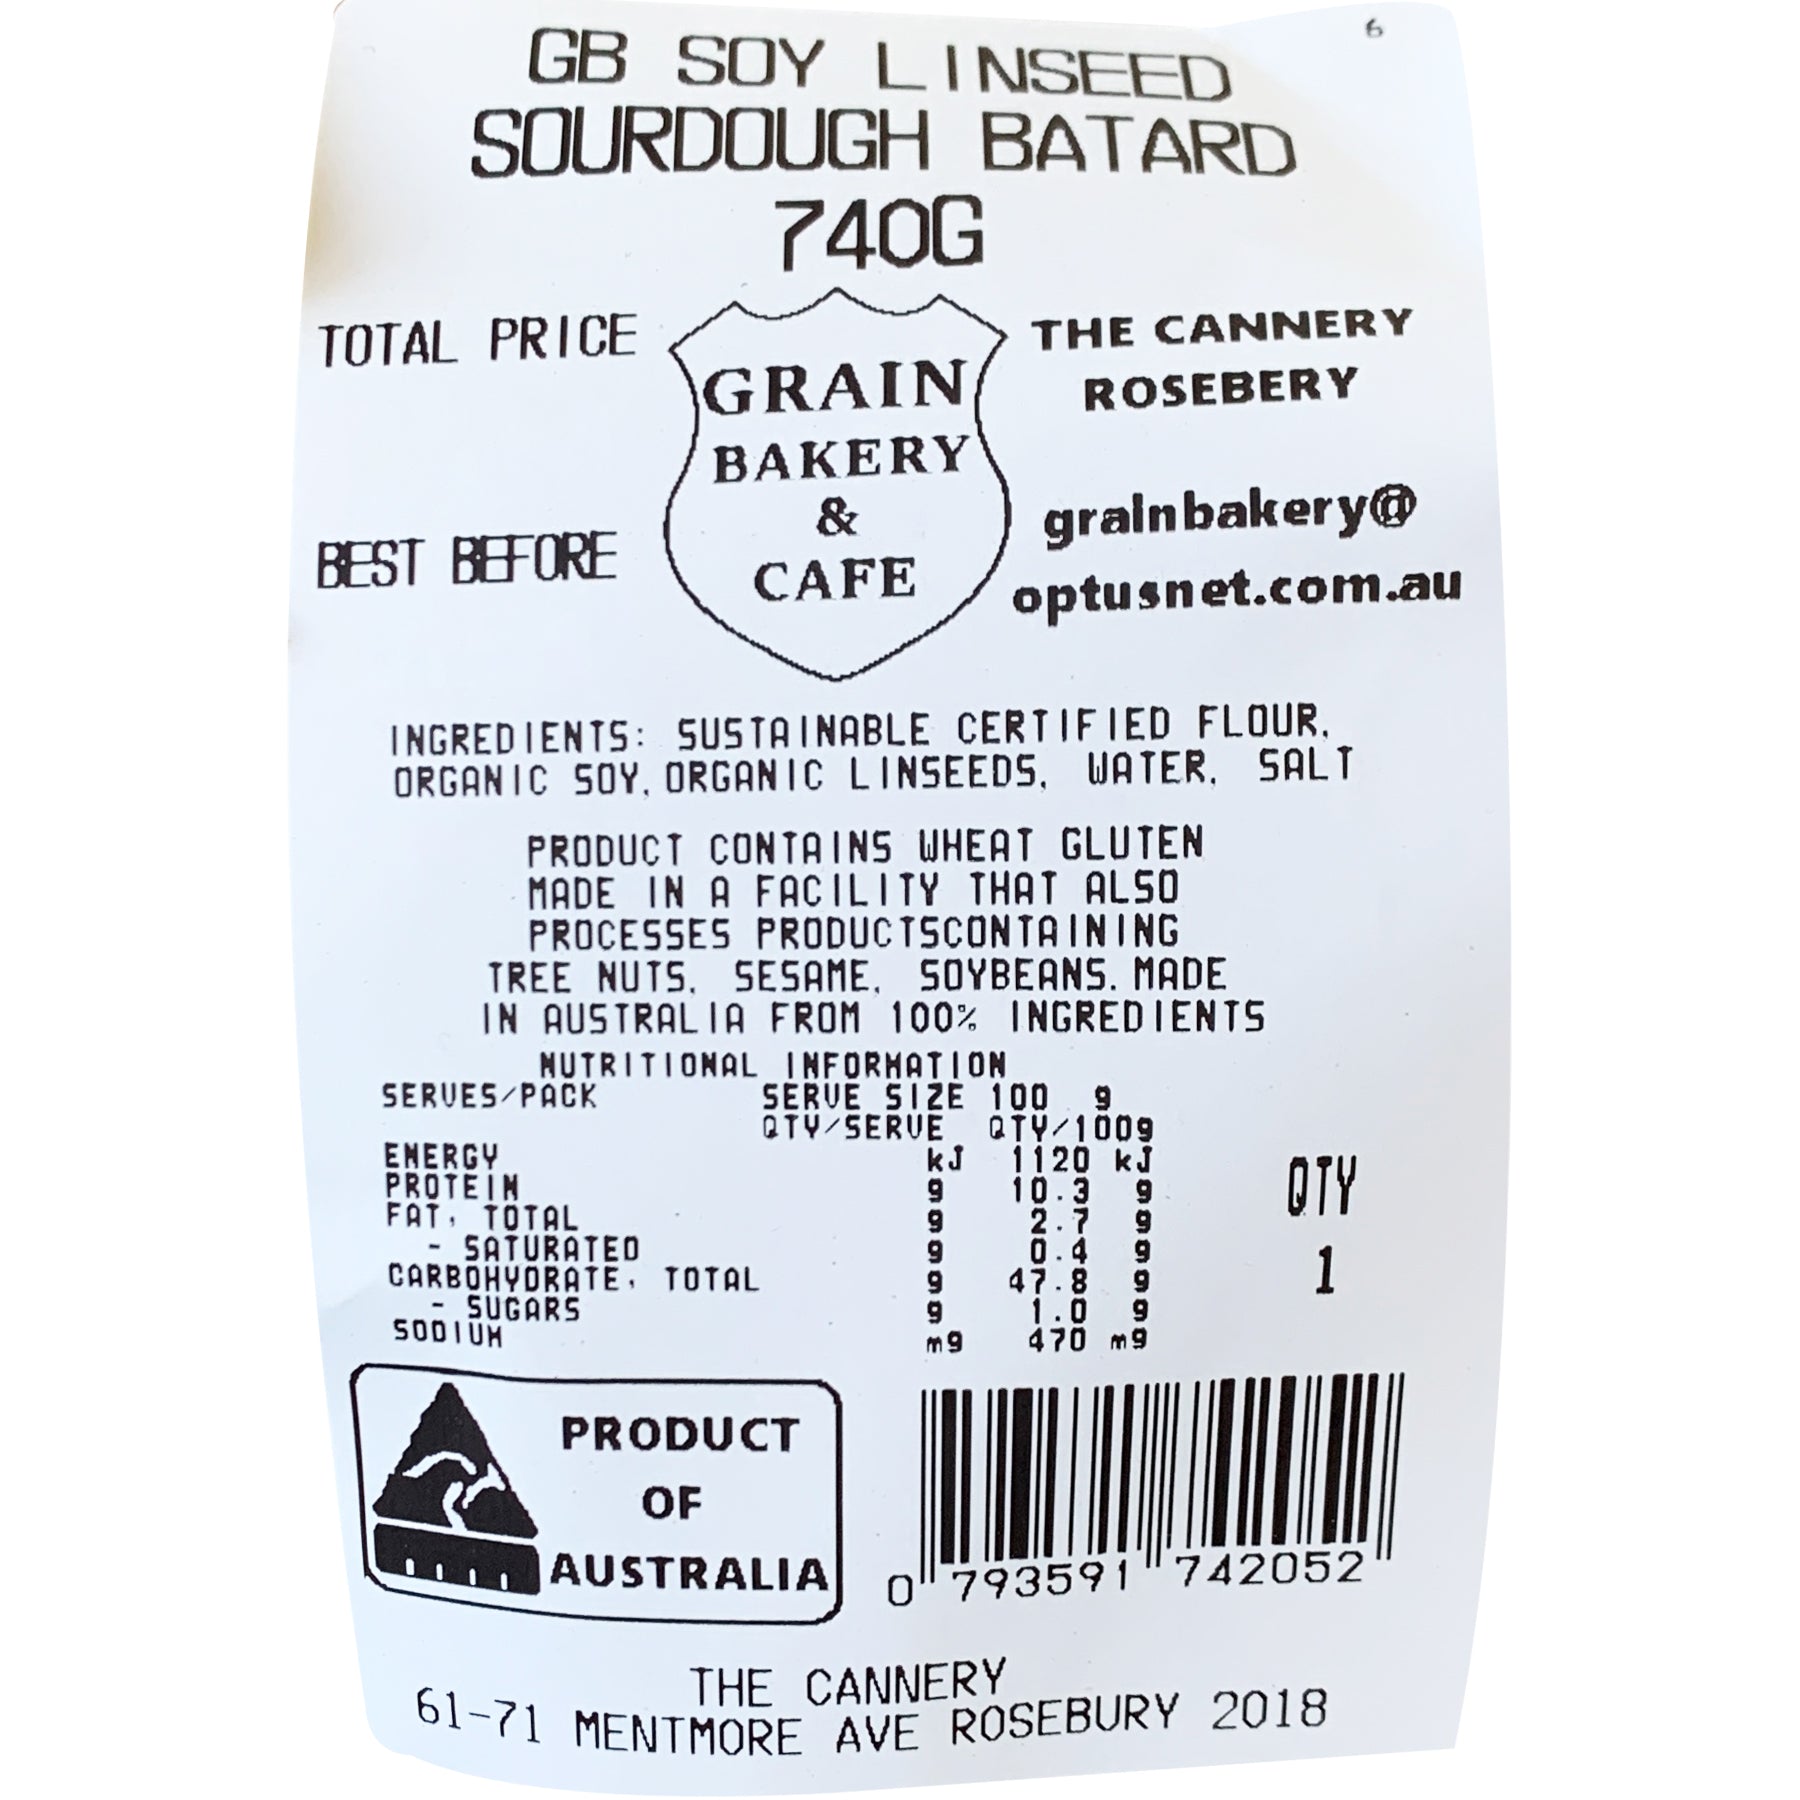 6
GB SOY LINSEED
SOURDOUGH BATARD
740G
TOTAL PRICE
BEST BEFORE
GRAIN
BAKERY
&
CAFE
THE CANNERY
ROSEBERY
grainbakery@
optusnet.com.au
INGREDIENTS: SUSTAINABLE CERTIFIED FLOUR,
ORGANIC SOY, ORGANIC LINSEEDS, WATER, SALT
PRODUCT CONTAINS WHEAT GLUTEN
MADE IN A FACILITY THAT ALSO
PROCESSES PRODUCTSCONTAINING
TREE NUTS, SESAME, SOYBEANS. MADE
IN AUSTRALIA FROM 100% INGREDIENTS
NUTRITIONAL INFORMATION
SERVES/PACK SERVE SIZE 100 g
QTY/SERVE QTY/100g
ENERGY kJ 1120 kJ
PROTEIN g 10.3 g
FAT, TOTAL g 2.7 g
- SATURATED g 0.4 g
CARBOHYDRATE, TOTAL g 47.8 g
- SUGARS g 1.0 g
SODIUM mg 470 mg
QTY
1
PRODUCT
OF
AUSTRALIA
0 793591 742052
THE CANNERY
61-71 MENTMORE AVE ROSEBURY 2018